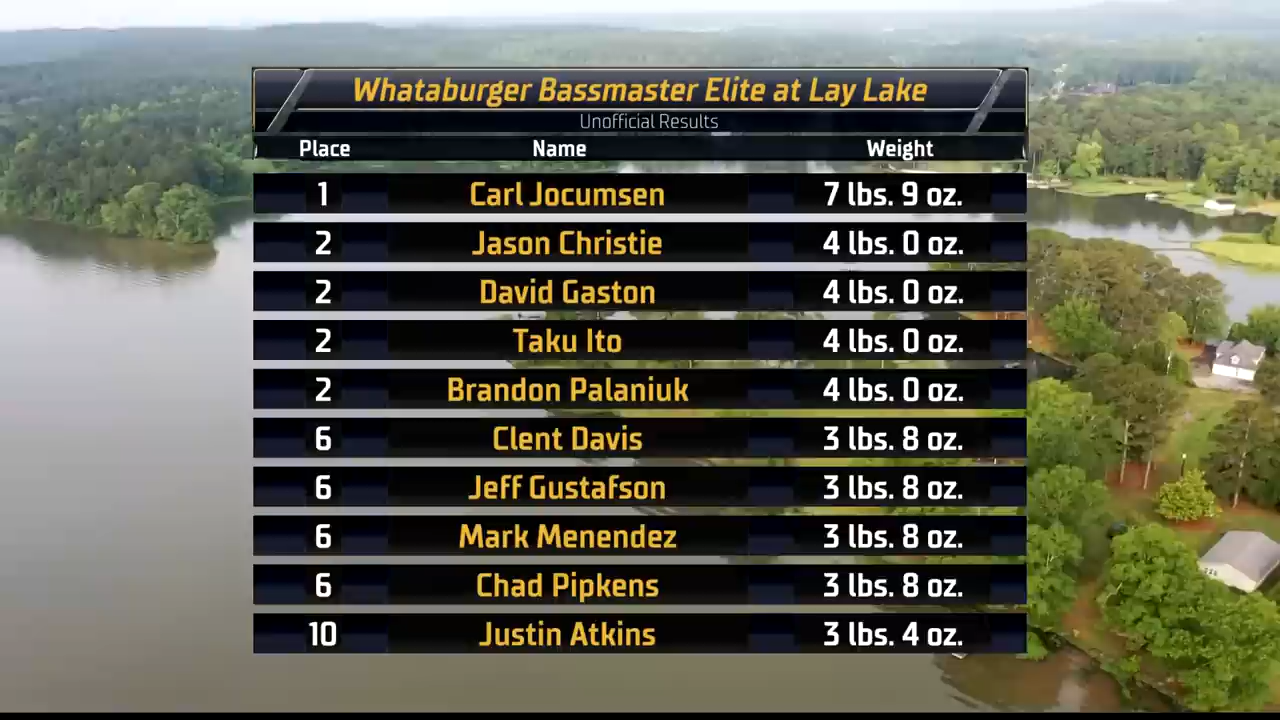 Whataburger Bassmaster Elite at Lay Lake
Unofficial Results
Place Name Weight
1 Carl Jocumsen 7 lbs. 9 oz.
2 Jason Christie 4 lbs. 0 oz.
2 David Gaston 4 lbs. 0 oz.
2 Taku Ito 4 lbs. 0 oz.
2 Brandon Palaniuk 4 lbs. 0 oz.
6 Clent Davis 3 lbs. 8 oz.
6 Jeff Gustafson 3 lbs. 8 oz.
6 Mark Menendez 3 lbs. 8 oz.
6 Chad Pipkens 3 lbs. 8 oz.
10 Justin Atkins 3 lbs. 4 oz.